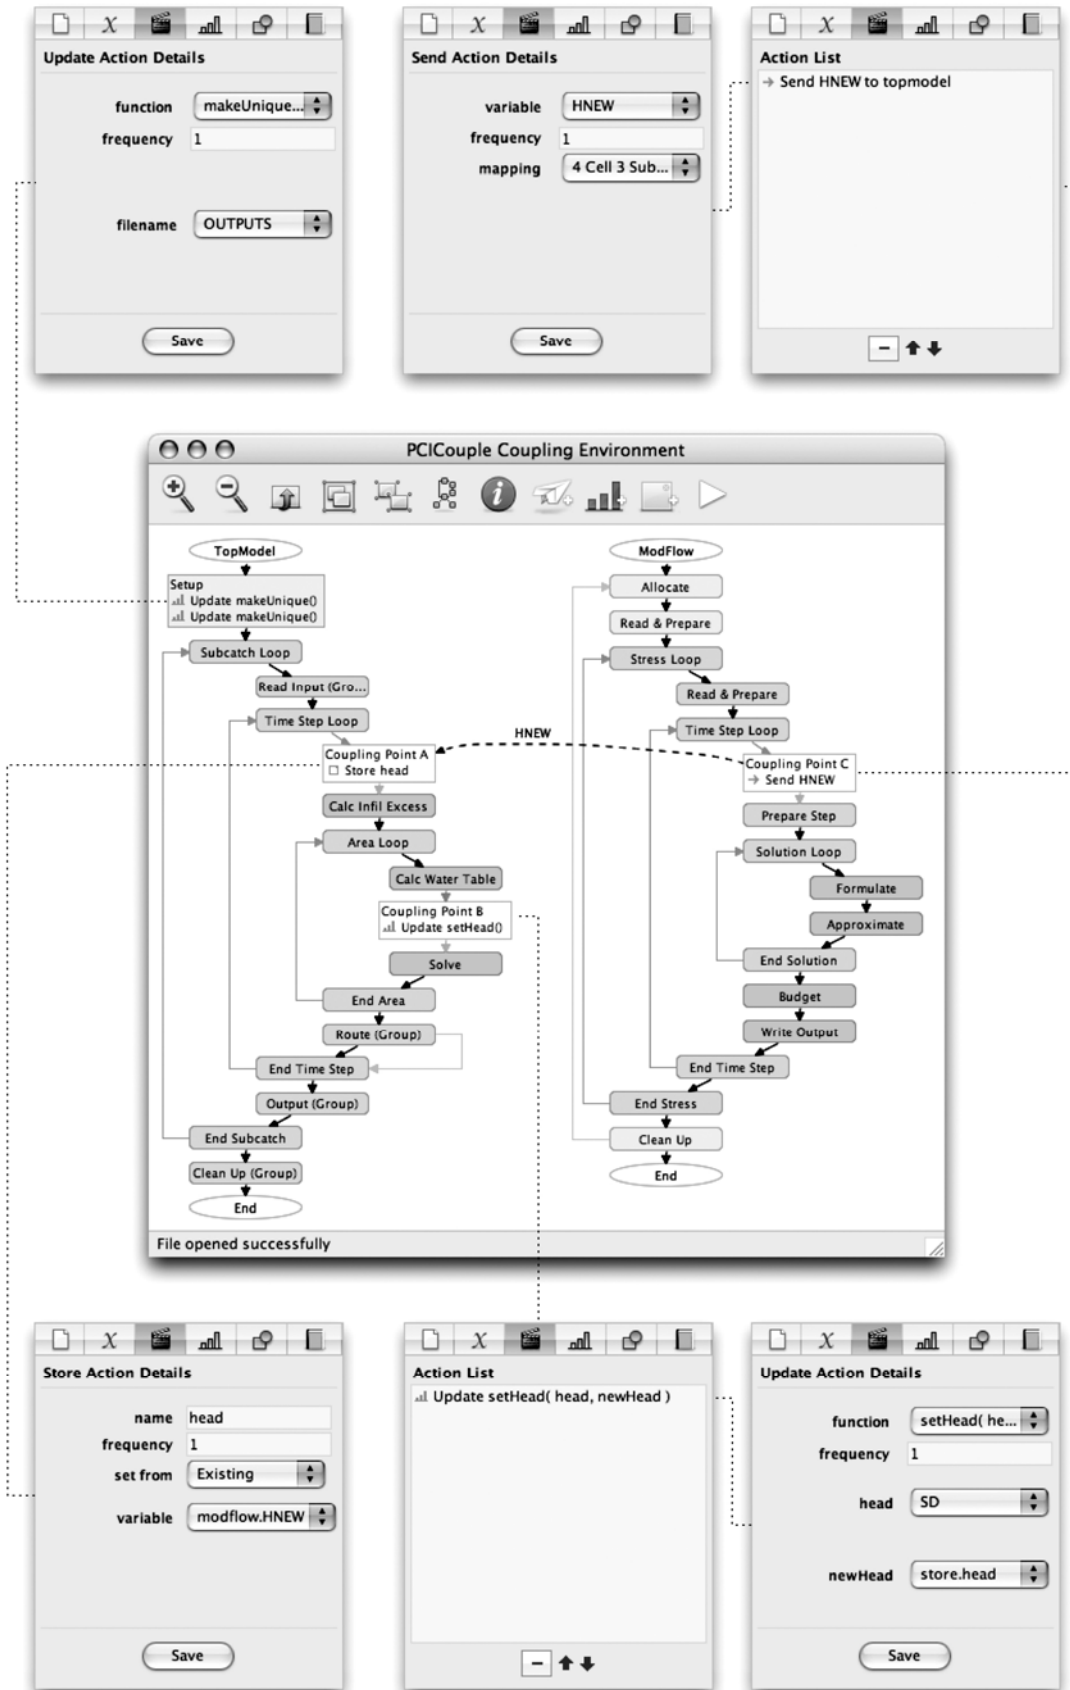 Update Action Details
function makeUnique...
frequency 1
filename OUTPUTS
Save
Send Action Details
variable HNEW
frequency 1
mapping 4 Cell 3 Sub...
Save
Action List
Send HNEW to topmodel
PCICouple Coupling Environment
TopModel
Setup
Update makeUnique()
Update makeUnique()
Subcatch Loop
Read Input (Gro...
Time Step Loop
Coupling Point A
Store head
Calc Infil Excess
Area Loop
Calc Water Table
Coupling Point B
Update setHead()
Solve
End Area
Route (Group)
End Time Step
Output (Group)
End Subcatch
Clean Up (Group)
End
HNEW
ModFlow
Allocate
Read & Prepare
Stress Loop
Read & Prepare
Time Step Loop
Coupling Point C
Send HNEW
Prepare Step
Solution Loop
Formulate
Approximate
End Solution
Budget
Write Output
End Time Step
End Stress
Clean Up
End
File opened successfully
Store Action Details
name head
frequency 1
set from Existing
variable modflow.HNEW
Save
Action List
Update setHead( head, newHead )
Update Action Details
function setHead( he...
frequency 1
head SD
newHead store.head
Save